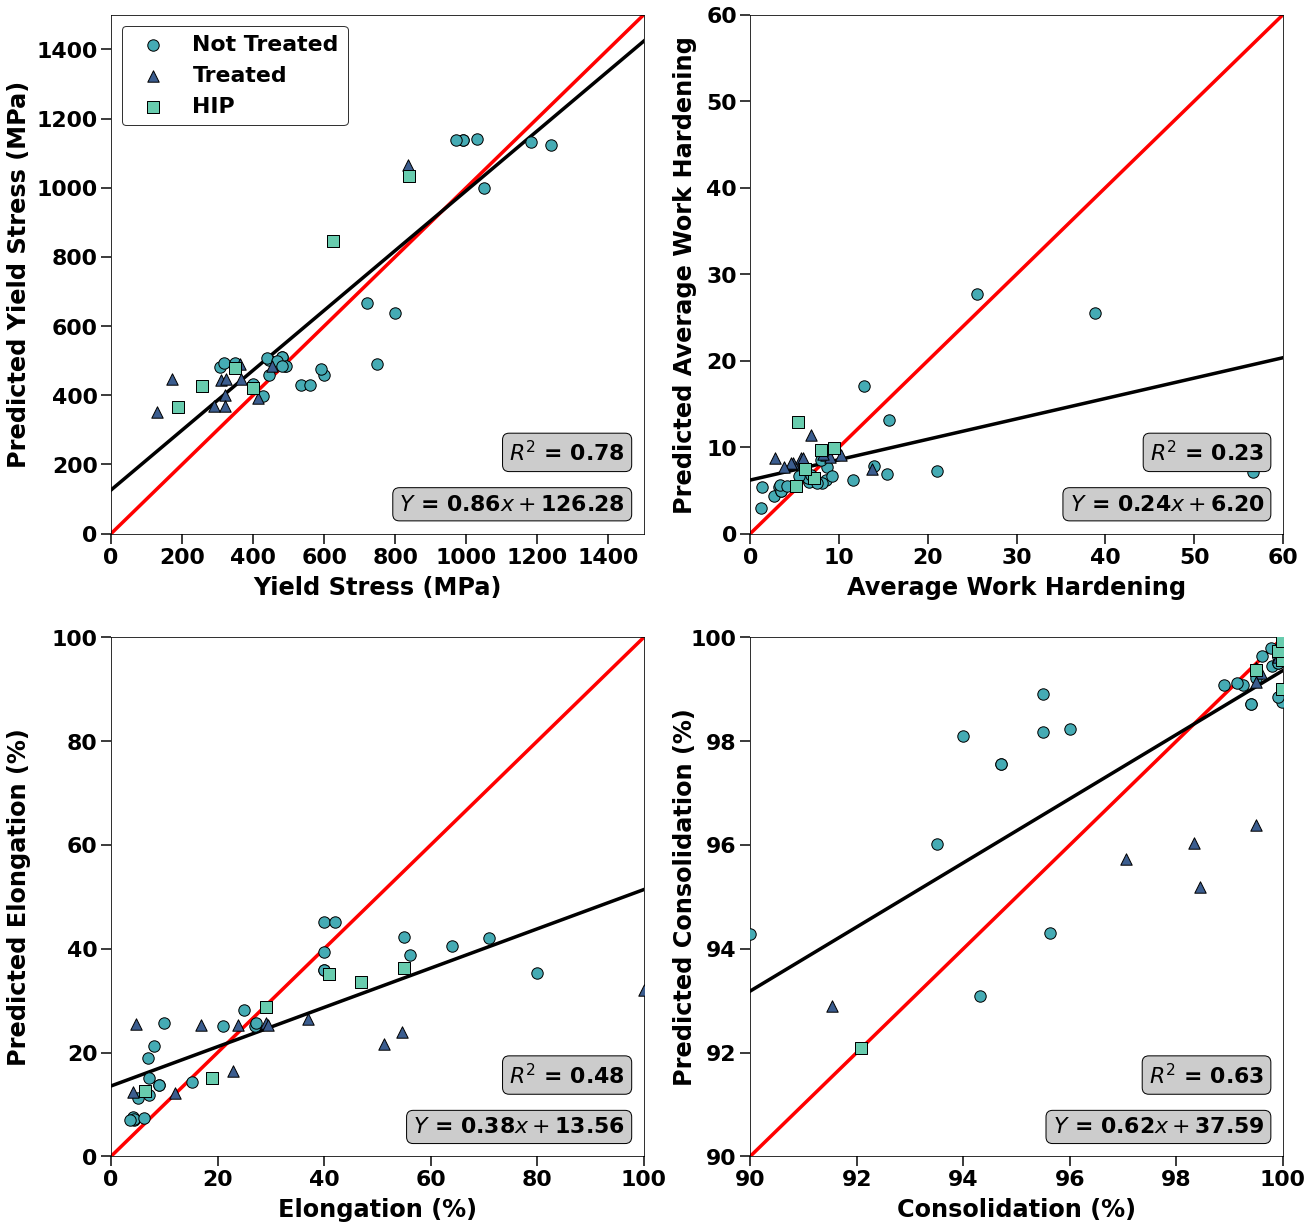 Predicted Yield Stress (MPa)
1400
1200
1000
800
600
400
200
0
Not Treated
Treated
HIP
R² = 0.78
Y = 0.86x + 126.28
0 200 400 600 800 1000 1200 1400
Yield Stress (MPa)
Predicted Average Work Hardening
60
50
40
30
20
10
0
R² = 0.23
Y = 0.24x + 6.20
0 10 20 30 40 50 60
Average Work Hardening
Predicted Elongation (%)
100
80
60
40
20
0
R² = 0.48
Y = 0.38x + 13.56
0 20 40 60 80 100
Elongation (%)
Predicted Consolidation (%)
100
98
96
94
92
90
R² = 0.63
Y = 0.62x + 37.59
90 92 94 96 98 100
Consolidation (%)